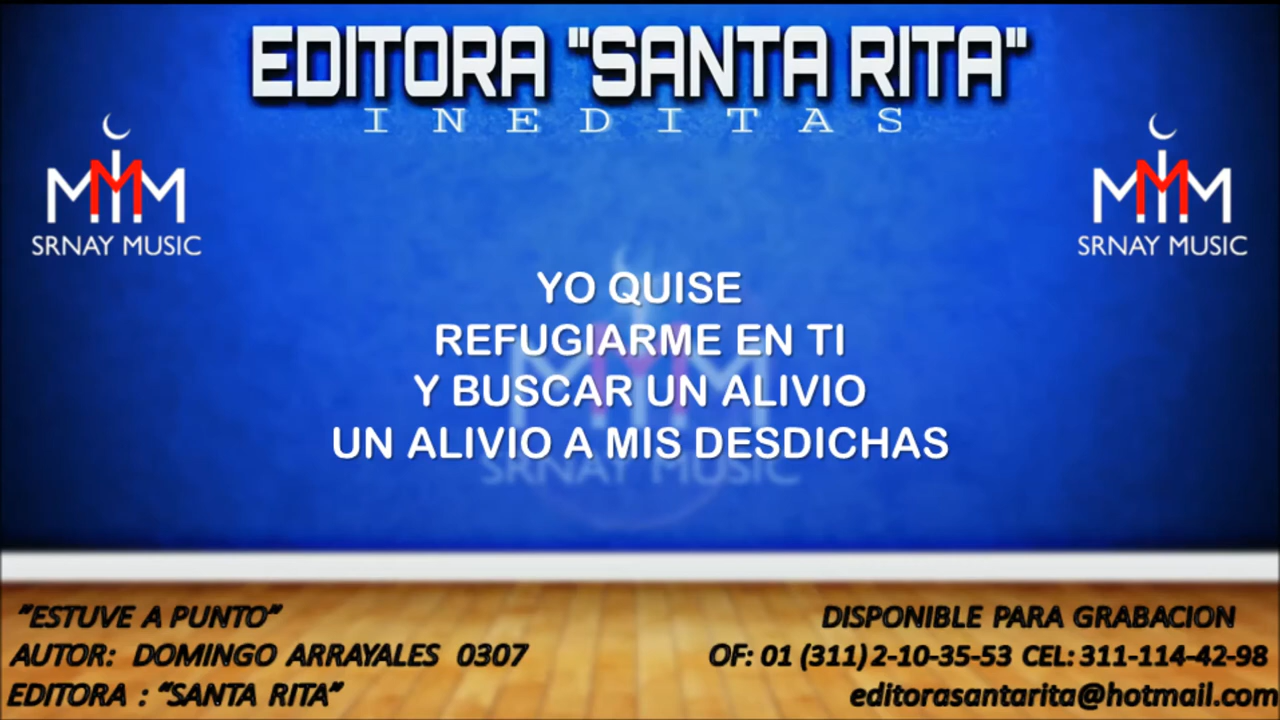 EDITORA "SANTA RITA"
INEDITAS
SRNAY MUSIC
SRNAY MUSIC
YO QUISE
REFUGIARME EN TI
Y BUSCAR UN ALIVIO
UN ALIVIO A MIS DESDICHAS
SRNAY MUSIC
"ESTUVE A PUNTO"
AUTOR: DOMINGO ARRAYALES 0307
EDITORA : "SANTA RITA"
DISPONIBLE PARA GRABACION
OF: 01 (311) 2-10-35-53 CEL: 311-114-42-98
editorasantarita@hotmail.com